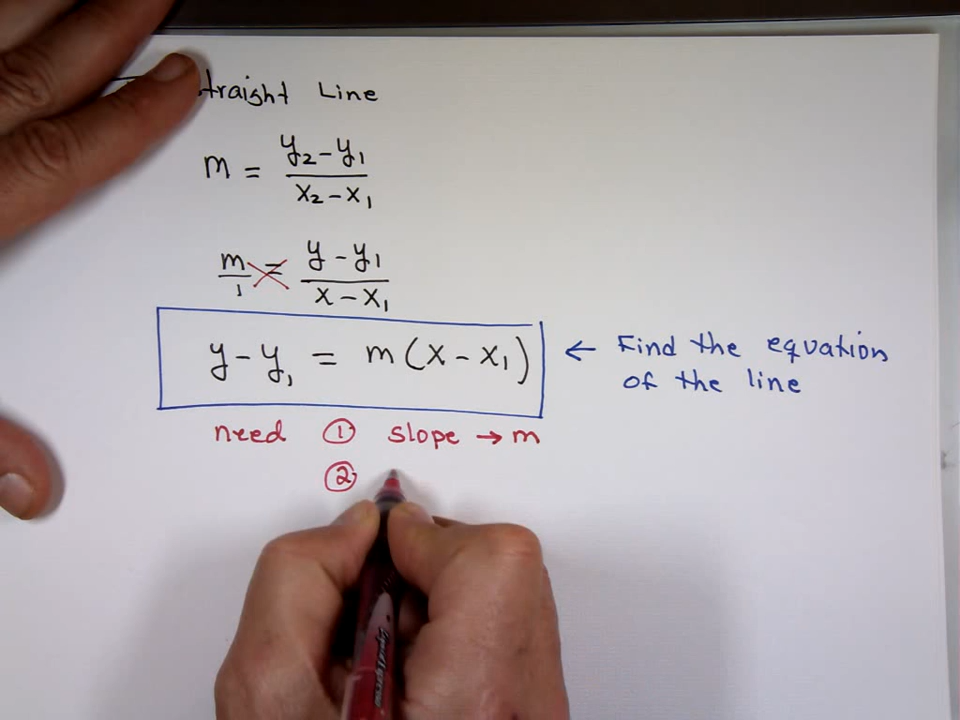 traight Line
m = y₂ - y₁ / x₂ - x₁
m / 1 = y - y₁ / x - x₁
y - y₁ = m(x - x₁) ← Find the equation
of the line
need ① slope → m
②